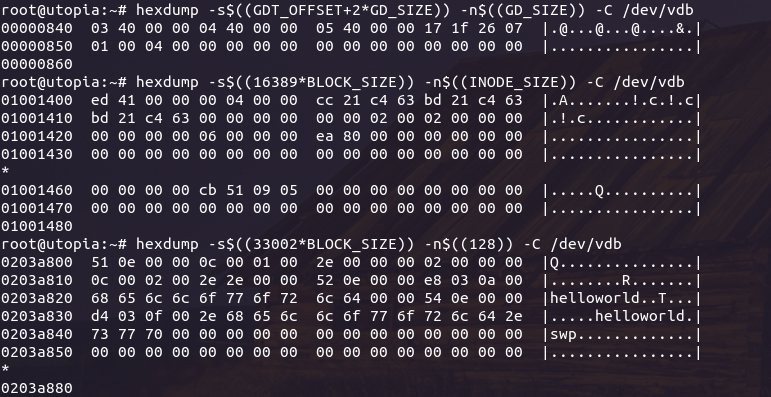 root@utopia:~# hexdump -s$((GDT_OFFSET+2*GD_SIZE)) -n$((GD_SIZE)) -C /dev/vdb
00000840  03 40 00 00 04 40 00 00  05 40 00 00 17 1f 26 07  |.@...@...@....&.|
00000850  01 00 04 00 00 00 00 00  00 00 00 00 00 00 00 00  |................|
00000860
root@utopia:~# hexdump -s$((16389*BLOCK_SIZE)) -n$((INODE_SIZE)) -C /dev/vdb
01001400  ed 41 00 00 00 04 00 00  cc 21 c4 63 bd 21 c4 63  |.A.......!.c.!.c|
01001410  bd 21 c4 63 00 00 00 00  00 00 02 00 02 00 00 00  |.!.c............|
01001420  00 00 00 00 06 00 00 00  ea 80 00 00 00 00 00 00  |................|
01001430  00 00 00 00 00 00 00 00  00 00 00 00 00 00 00 00  |................|
*
01001460  00 00 00 00 cb 51 09 05  00 00 00 00 00 00 00 00  |.....Q..........|
01001470  00 00 00 00 00 00 00 00  00 00 00 00 00 00 00 00  |................|
01001480
root@utopia:~# hexdump -s$((33002*BLOCK_SIZE)) -n$((128)) -C /dev/vdb
0203a800  51 0e 00 00 0c 00 01 00  2e 00 00 00 02 00 00 00  |Q...............|
0203a810  0c 00 02 00 2e 2e 00 00  52 0e 00 00 e8 03 0a 00  |........R.......|
0203a820  68 65 6c 6c 6f 77 6f 72  6c 64 00 00 54 0e 00 00  |helloworld..T...|
0203a830  d4 03 0f 00 2e 68 65 6c  6c 6f 77 6f 72 6c 64 2e  |.....helloworld.|
0203a840  73 77 70 00 00 00 00 00  00 00 00 00 00 00 00 00  |swp.............|
0203a850  00 00 00 00 00 00 00 00  00 00 00 00 00 00 00 00  |................|
*
0203a880